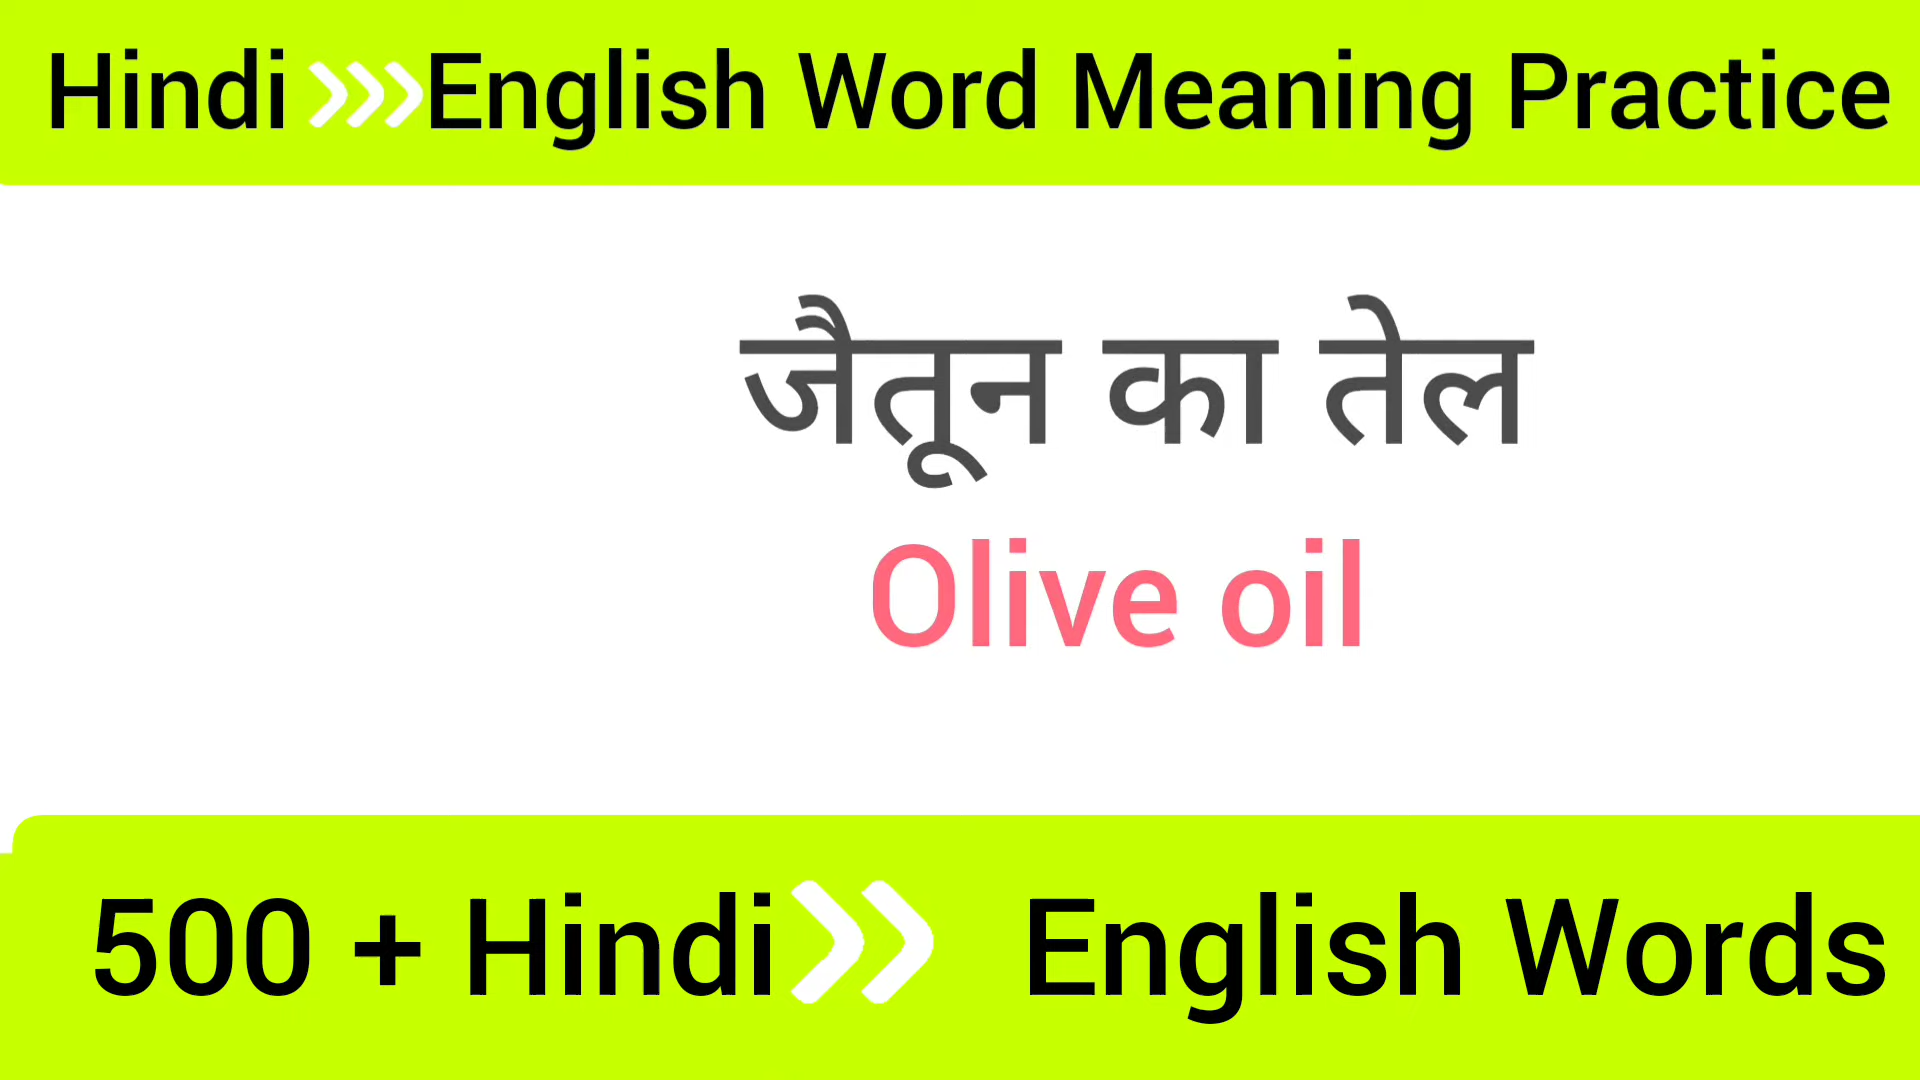 Hindi English Word Meaning Practice
जैतून का तेल
Olive oil
500 + Hindi English Words